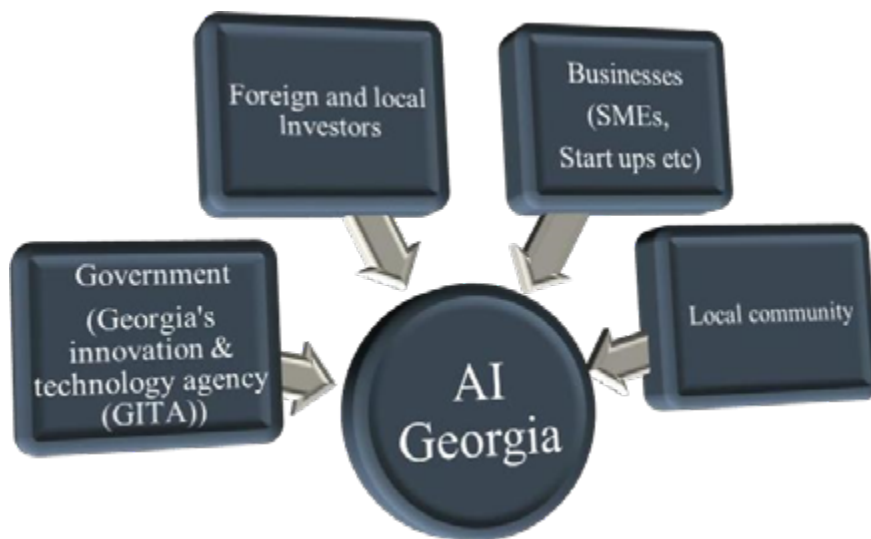 Foreign and local
Investors
Businesses
(SMEs,
Start ups etc)
Government
(Georgia's
innovation &
technology agency
(GITA))
Local community
AI
Georgia